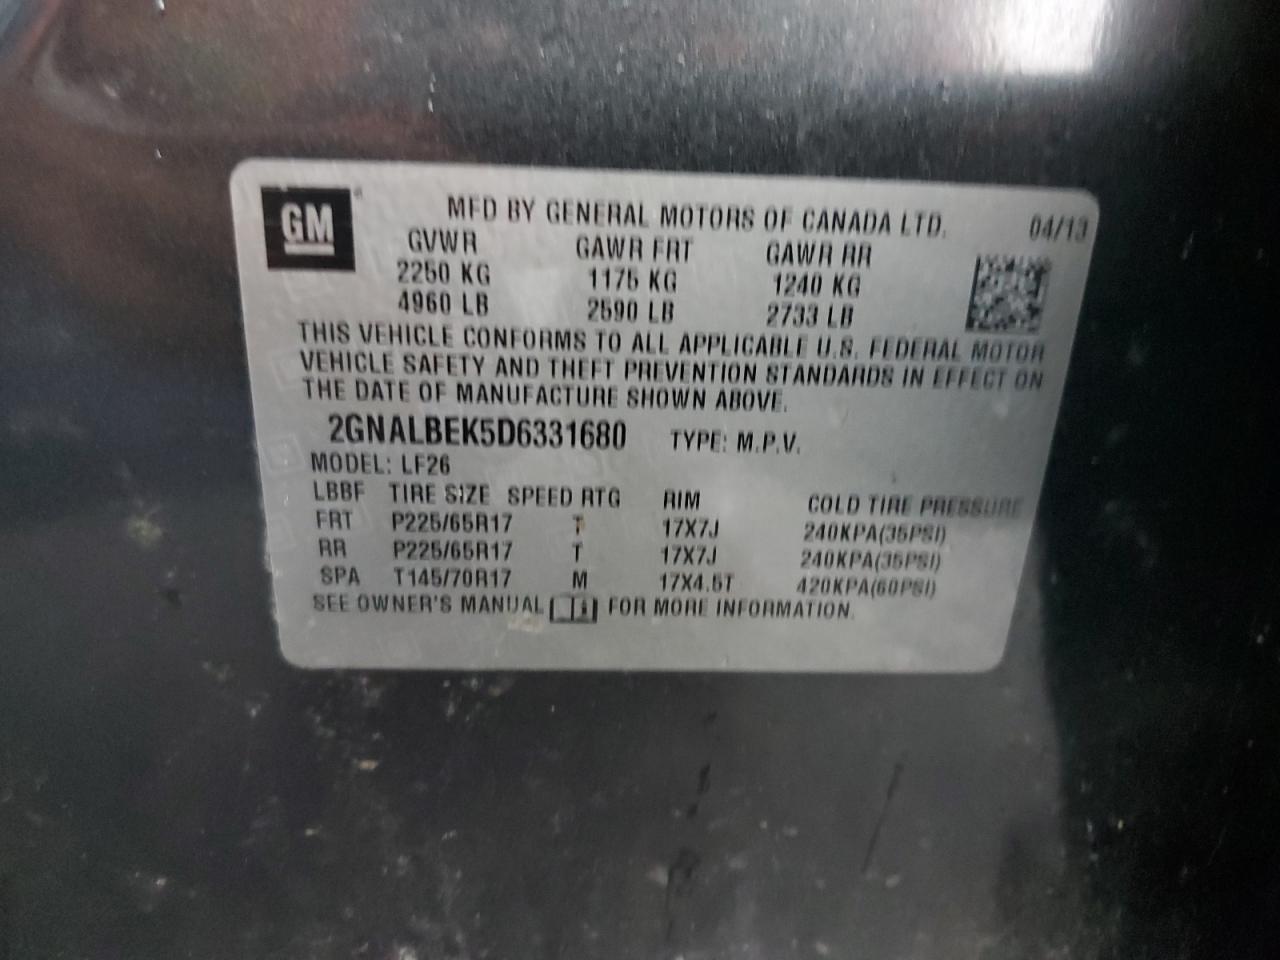 GM
MFD BY GENERAL MOTORS OF CANADA LTD. 04/13
GVWR GAWR FRT GAWR RR
2250 KG 1175 KG 1240 KG
4960 LB 2590 LB 2733 LB
THIS VEHICLE CONFORMS TO ALL APPLICABLE U.S. FEDERAL MOTOR
VEHICLE SAFETY AND THEFT PREVENTION STANDARDS IN EFFECT ON
THE DATE OF MANUFACTURE SHOWN ABOVE.
2GNALBEK5D6331680 TYPE: M.P.V.
MODEL: LF26
LBBF TIRE SIZE SPEED RTG RIM COLD TIRE PRESSURE
FRT P225/65R17 T 17X7J 240KPA(35PSI)
RR P225/65R17 T 17X7J 240KPA(35PSI)
SPA T145/70R17 M 17X4.5T 420KPA(60PSI)
SEE OWNER'S MANUAL FOR MORE INFORMATION.